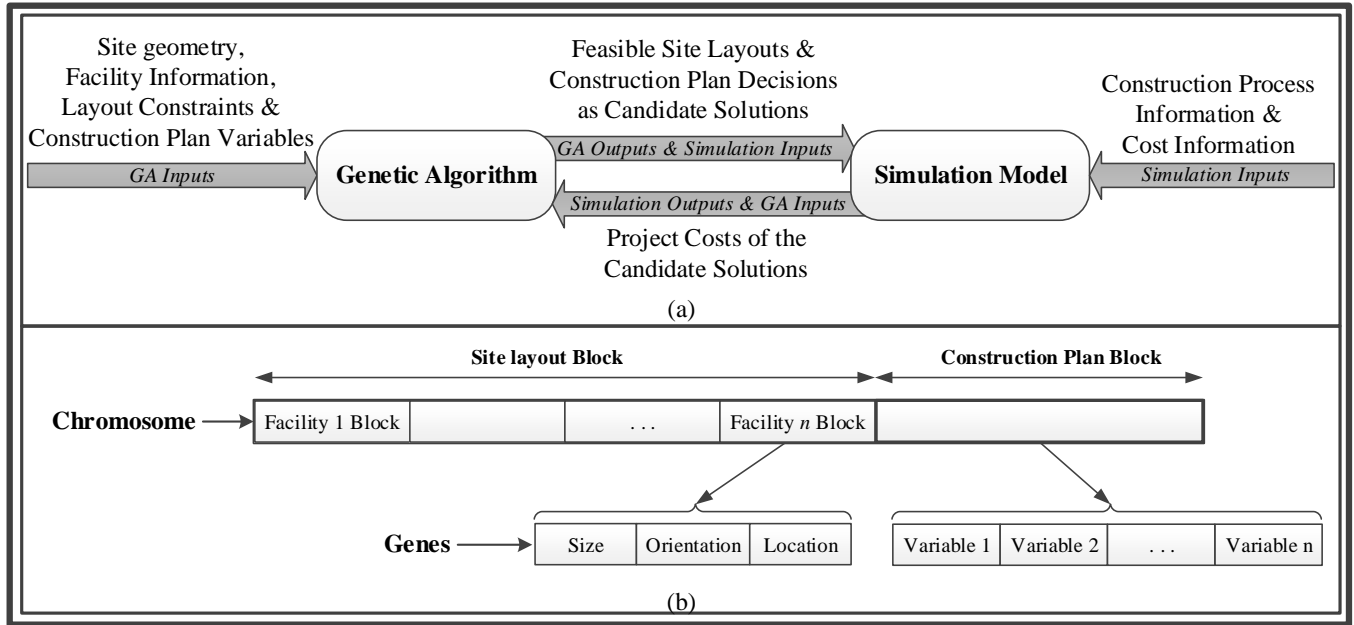 Site geometry,
Facility Information,
Layout Constraints &
Construction Plan Variables
GA Inputs
Genetic Algorithm
Feasible Site Layouts &
Construction Plan Decisions
as Candidate Solutions
GA Outputs & Simulation Inputs
Simulation Outputs & GA Inputs
Project Costs of the
Candidate Solutions
Simulation Model
Construction Process
Information &
Cost Information
Simulation Inputs
(a)
Site layout Block
Construction Plan Block
Chromosome
Facility 1 Block
. . .
Facility n Block
Genes
Size
Orientation
Location
Variable 1
Variable 2
. . .
Variable n
(b)